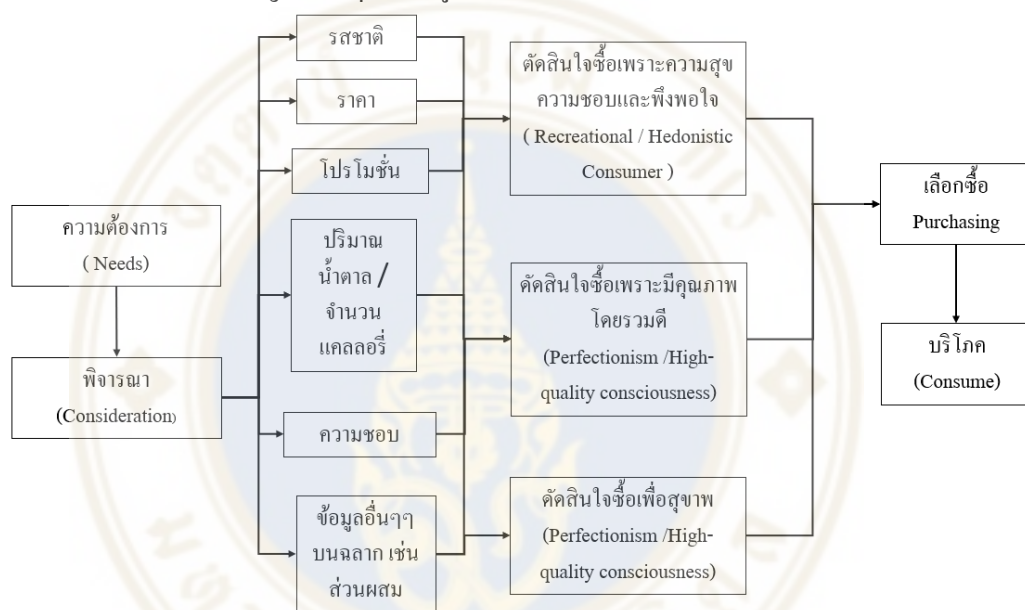 ความต้องการ
( Needs)
พิจารณา
(Consideration)
รสชาติ
ราคา
โปรโมชั่น
ปริมาณ
น้ำตาล /
จำนวน
แคลลอรี่
ความชอบ
ข้อมูลอื่นๆๆ
บนฉลาก เช่น
ส่วนผสม
ตัดสินใจซื้อเพราะความสุข
ความชอบและพึงพอใจ
( Recreational / Hedonistic
Consumer )
ตัดสินใจซื้อเพราะมีคุณภาพ
โดยรวมดี
(Perfectionism /High-
quality consciousness)
ตัดสินใจซื้อเพื่อสุขาพ
(Perfectionism /High-
quality consciousness)
เลือกซื้อ
Purchasing
บริโภค
(Consume)